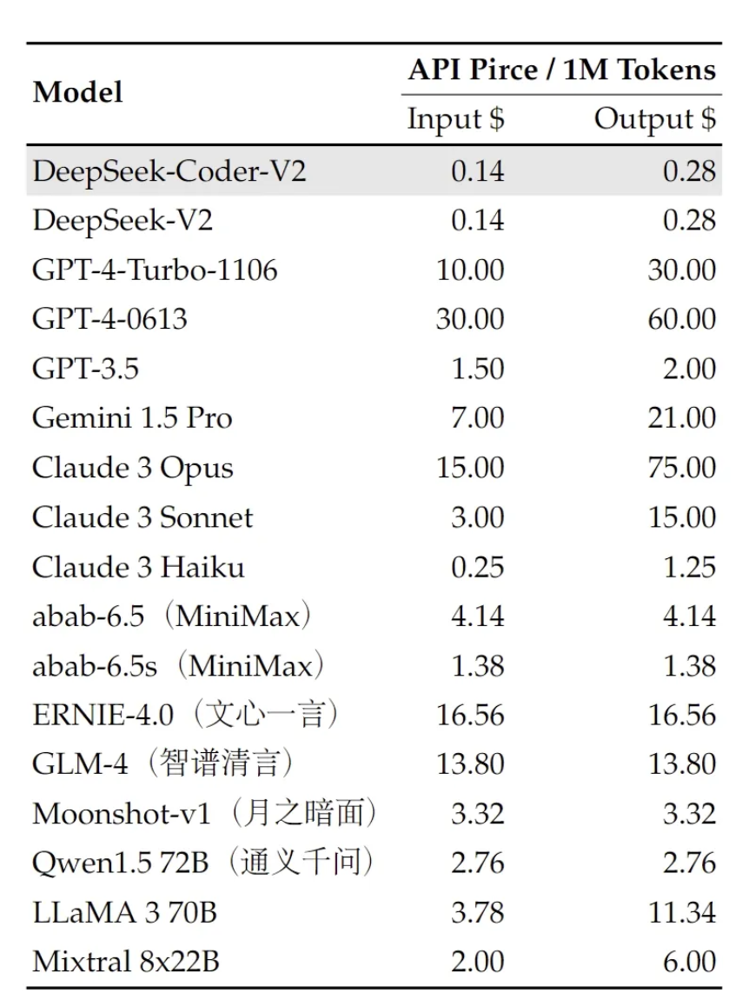 Model
API Pirce / 1M Tokens
Input $ Output $
DeepSeek-Coder-V2 0.14 0.28
DeepSeek-V2 0.14 0.28
GPT-4-Turbo-1106 10.00 30.00
GPT-4-0613 30.00 60.00
GPT-3.5 1.50 2.00
Gemini 1.5 Pro 7.00 21.00
Claude 3 Opus 15.00 75.00
Claude 3 Sonnet 3.00 15.00
Claude 3 Haiku 0.25 1.25
abab-6.5（MiniMax） 4.14 4.14
abab-6.5s（MiniMax） 1.38 1.38
ERNIE-4.0（文心一言） 16.56 16.56
GLM-4（智谱清言） 13.80 13.80
Moonshot-v1（月之暗面） 3.32 3.32
Qwen1.5 72B（通义千问） 2.76 2.76
LLaMA 3 70B 3.78 11.34
Mixtral 8x22B 2.00 6.00